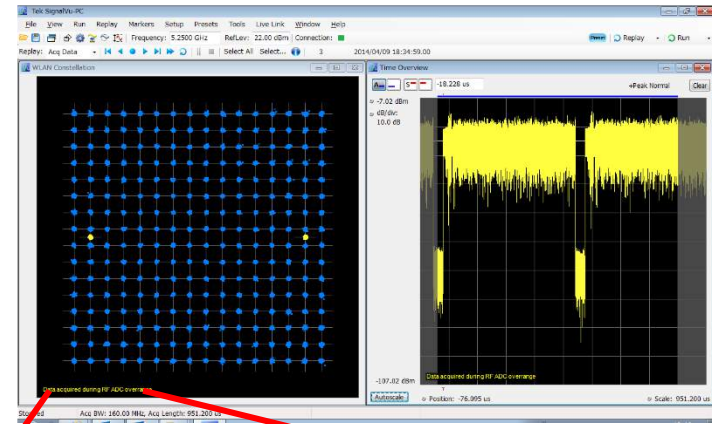 Tek SignalVu-PC
File View Run Replay Markers Setup Presets Tools Live Link Window Help
Frequency: 5.2500 GHz RefLev: 22.00 dBm Connection:
Replay Run
Replay: Acq Data Select All Select... 3 2014/04/09 18:34:59.00
WLAN Constellation
Time Overview
-18.228 us +Peak Normal Clear
-7.02 dBm
dB/div:
10.0 dB
-107.02 dBm
Data acquired during RF ADC overrange
Data acquired during RF ADC overrange
Autoscale Position: -76.095 us Scale: 951.200 us
Stopped Acq BW: 160.00 MHz, Acq Length: 951.200 us